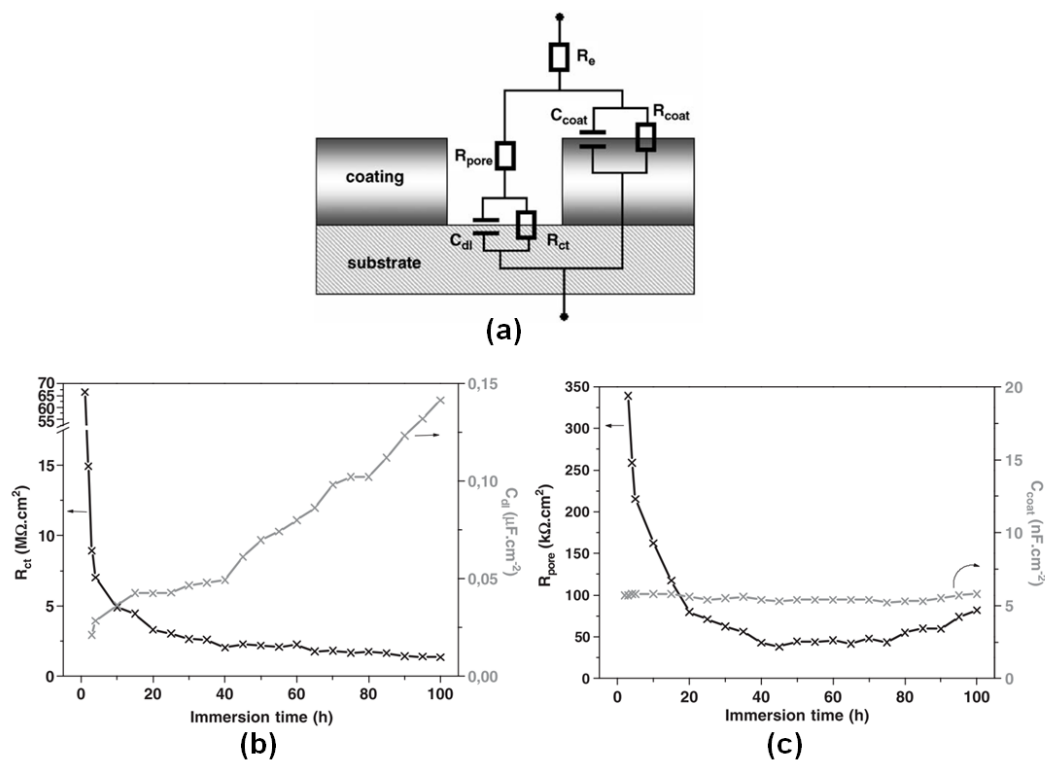 Re
Ccoat
Rcoat
Rpore
coating
Cdl
Rct
substrate
(a)
70
65
60
55
15
10
5
0
Rct (MΩ.cm²)
0,15
0,10
0,05
0,00
Cdl (µF.cm⁻²)
0 20 40 60 80 100
Immersion time (h)
(b)
350
300
250
200
150
100
50
0
Rpore (kΩ.cm²)
20
15
10
5
0
Ccoat (nF.cm⁻²)
0 20 40 60 80 100
Immersion time (h)
(c)